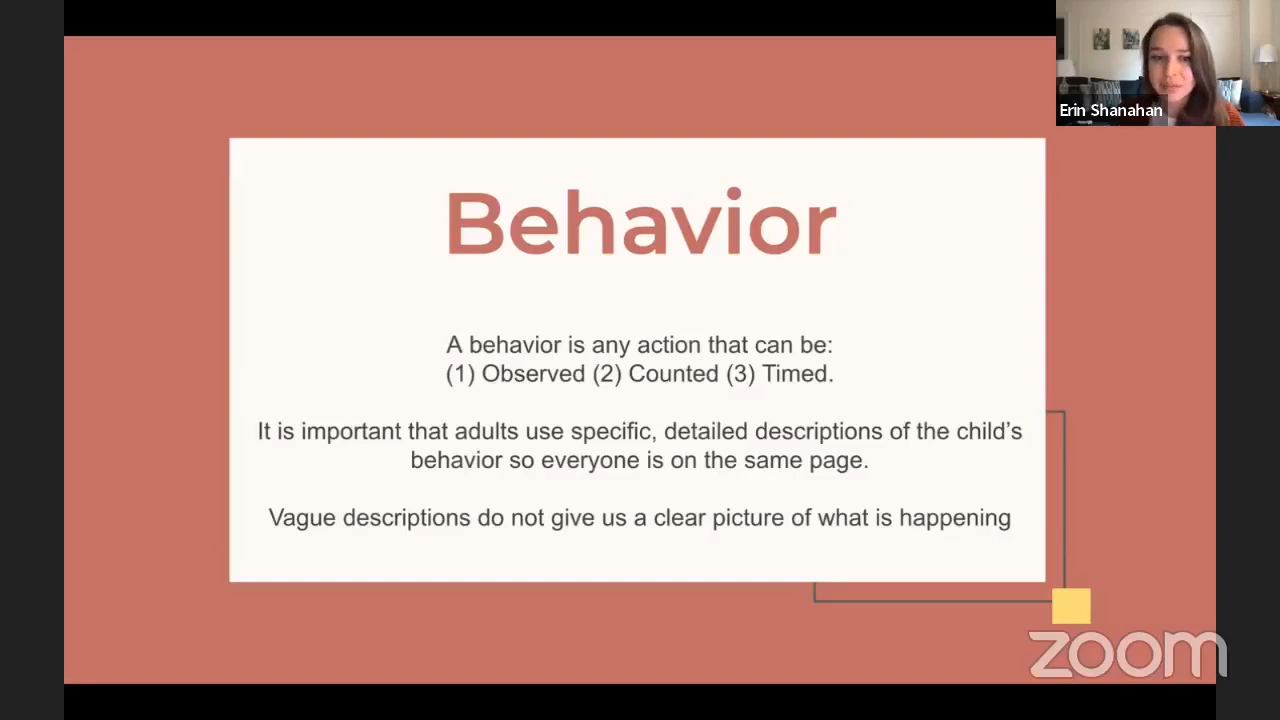 Erin Shanahan
Behavior
A behavior is any action that can be:
(1) Observed (2) Counted (3) Timed.
It is important that adults use specific, detailed descriptions of the child's
behavior so everyone is on the same page.
Vague descriptions do not give us a clear picture of what is happening
zoom